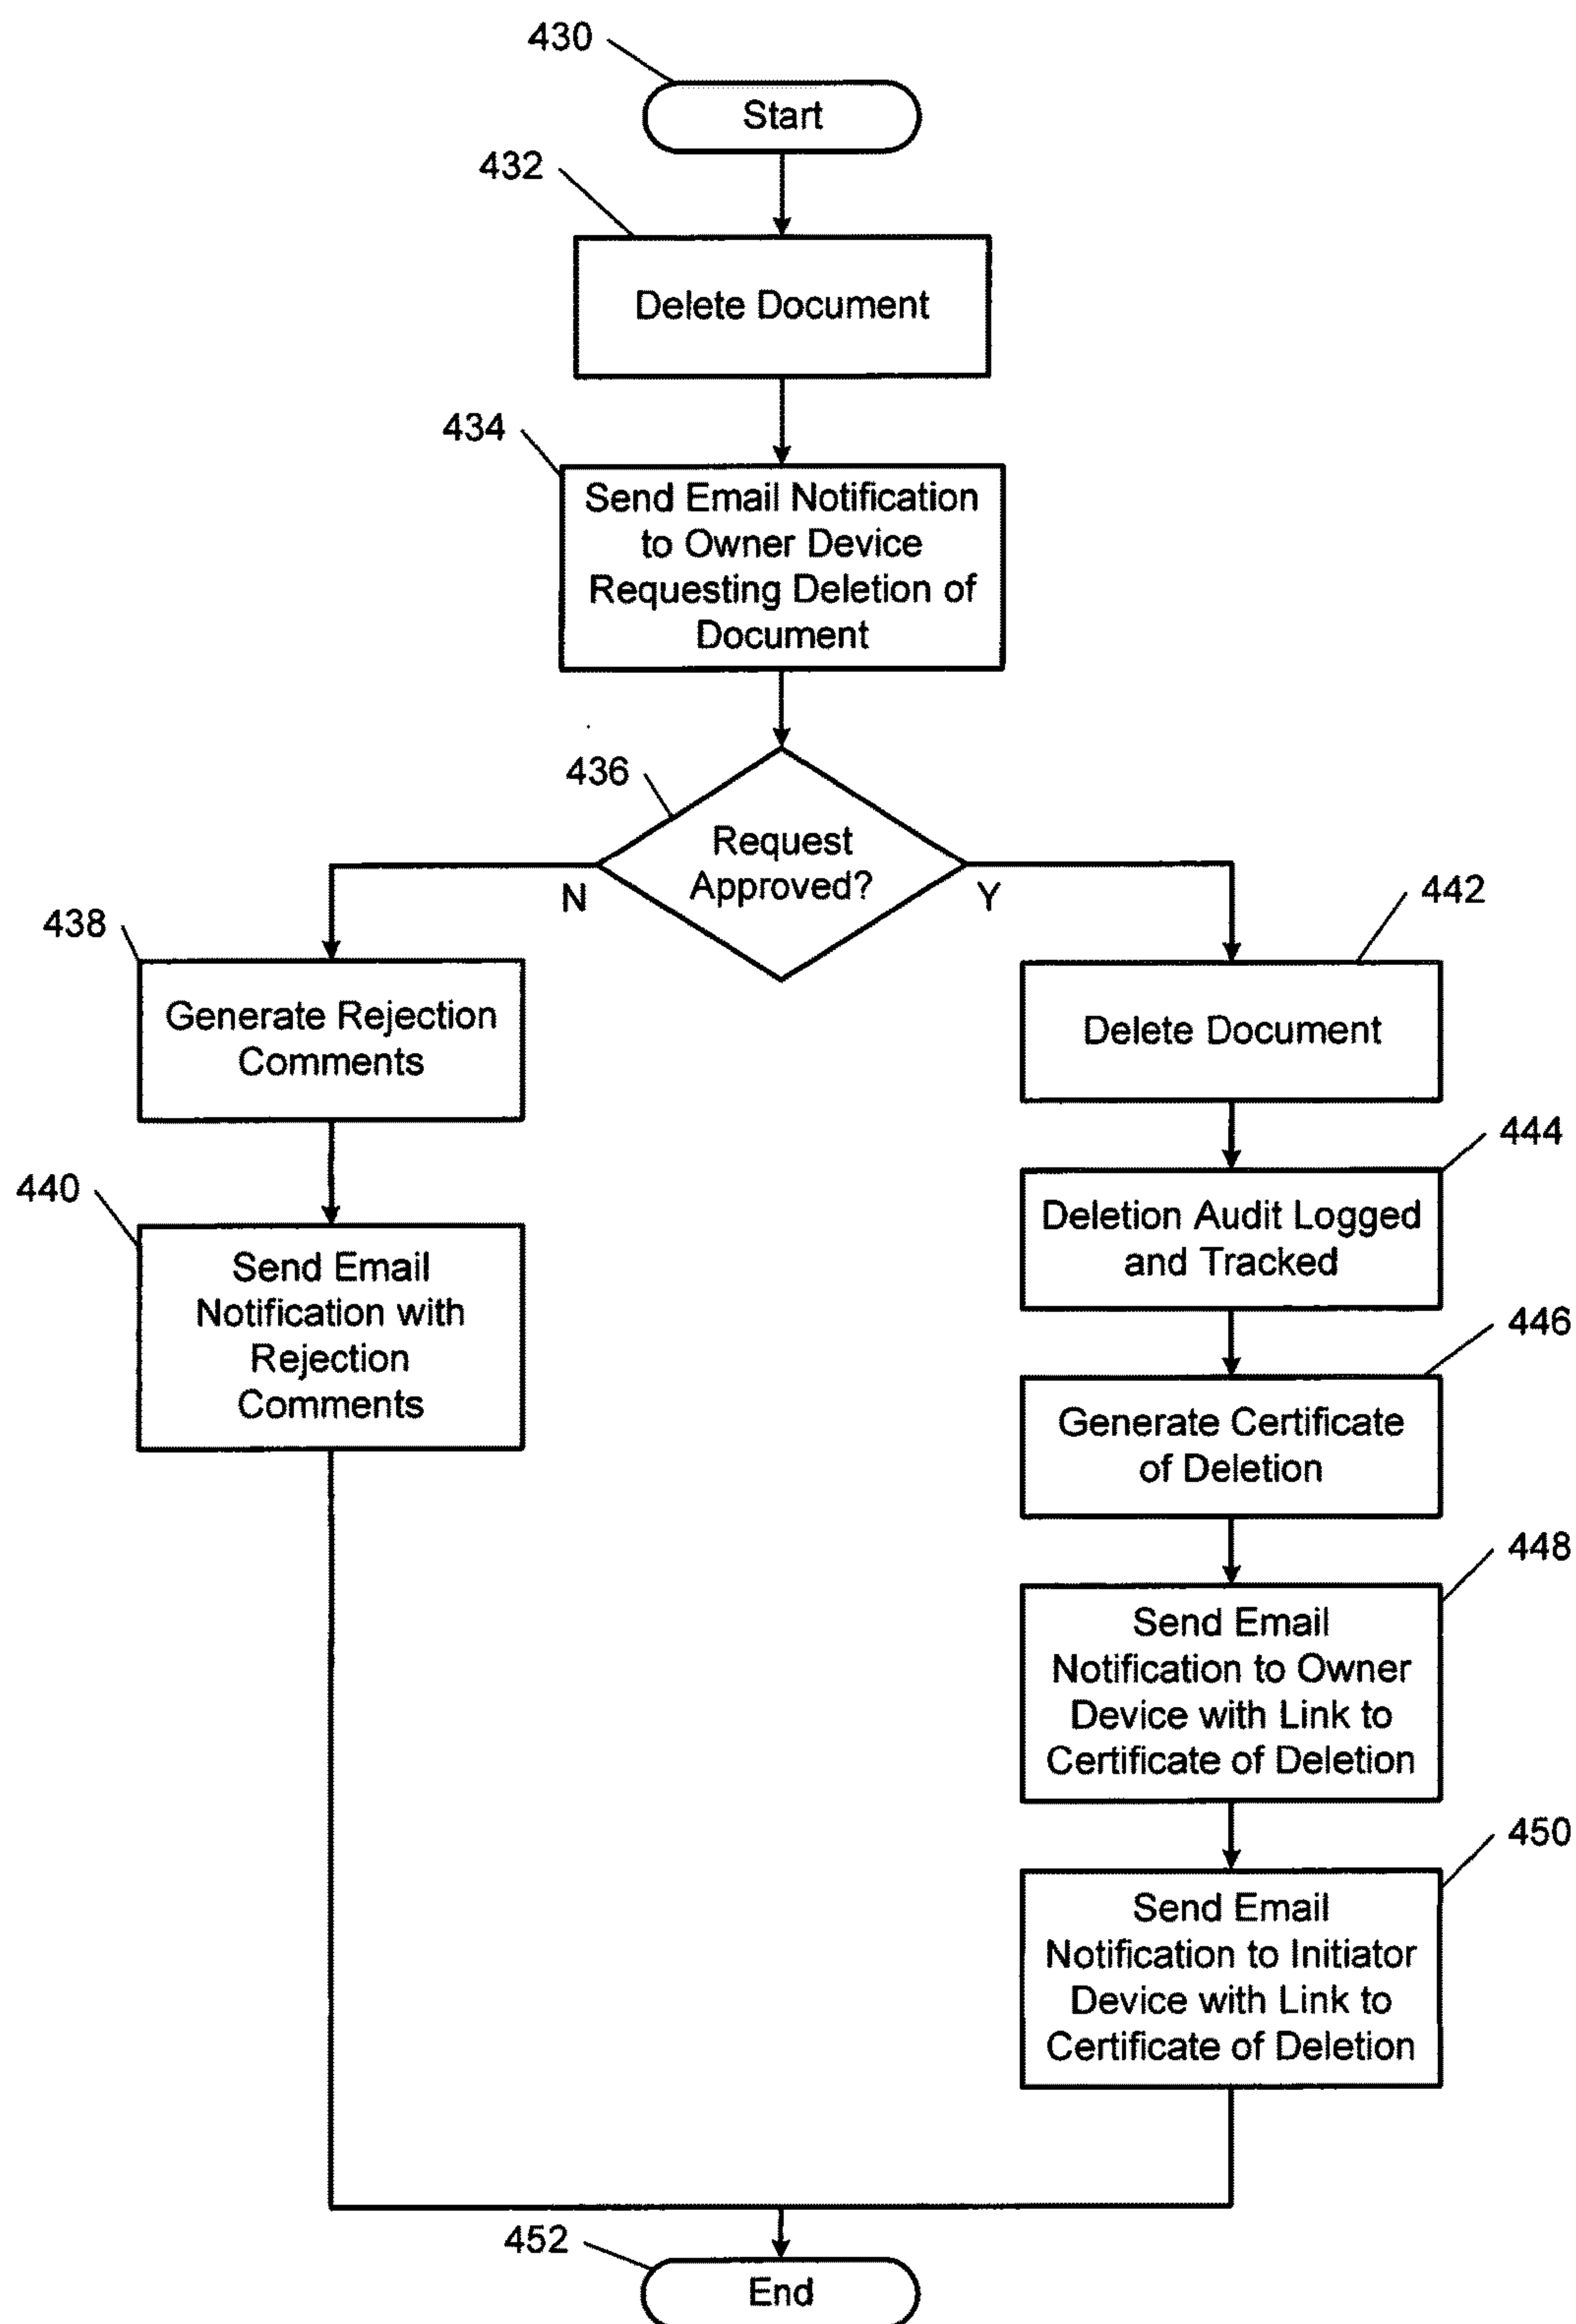 430
Start
432
Delete Document
434
Send Email Notification
to Owner Device
Requesting Deletion of
Document
436
Request
Approved?
N
Y
438
Generate Rejection
Comments
440
Send Email
Notification with
Rejection
Comments
442
Delete Document
444
Deletion Audit Logged
and Tracked
446
Generate Certificate
of Deletion
448
Send Email
Notification to Owner
Device with Link to
Certificate of Deletion
450
Send Email
Notification to Initiator
Device with Link to
Certificate of Deletion
452
End